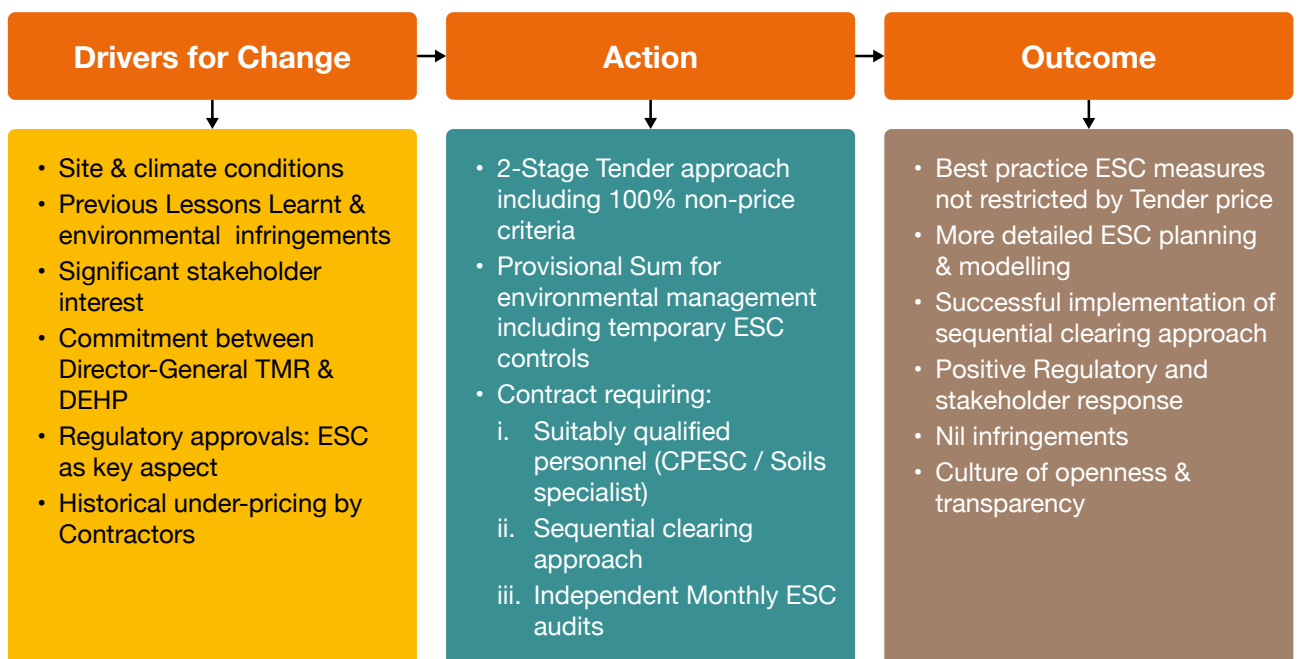 Drivers for Change
Action
Outcome
• Site & climate conditions
• Previous Lessons Learnt &
environmental infringements
• Significant stakeholder
interest
• Commitment between
Director-General TMR &
DEHP
• Regulatory approvals: ESC
as key aspect
• Historical under-pricing by
Contractors
• 2-Stage Tender approach
including 100% non-price
criteria
• Provisional Sum for
environmental management
including temporary ESC
controls
• Contract requiring:
i. Suitably qualified
personnel (CPESC / Soils
specialist)
ii. Sequential clearing
approach
iii. Independent Monthly ESC
audits
• Best practice ESC measures
not restricted by Tender price
• More detailed ESC planning
& modelling
• Successful implementation of
sequential clearing approach
• Positive Regulatory and
stakeholder response
• Nil infringements
• Culture of openness &
transparency